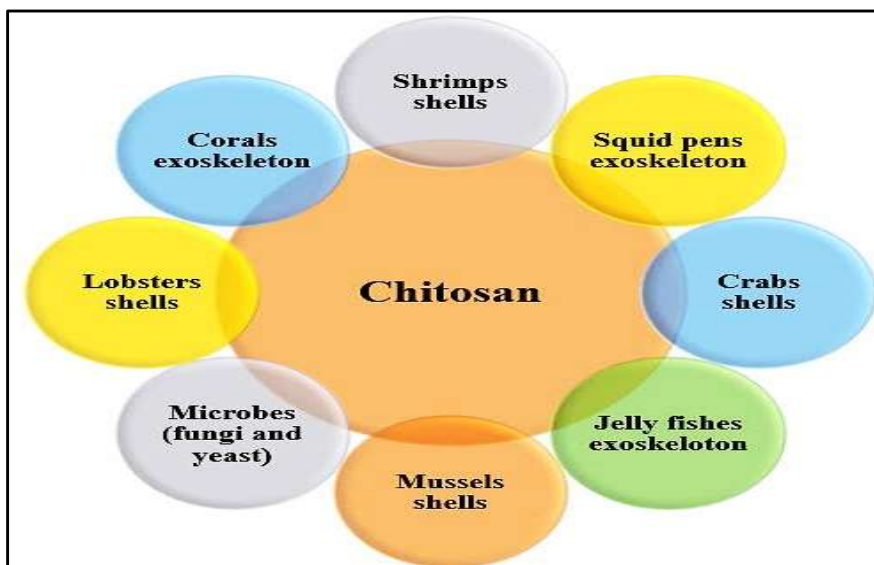 Shrimps
shells
Corals
exoskeleton
Squid pens
exoskeleton
Lobsters
shells
Chitosan
Crabs
shells
Microbes
(fungi and
yeast)
Jelly fishes
exoskeloton
Mussels
shells